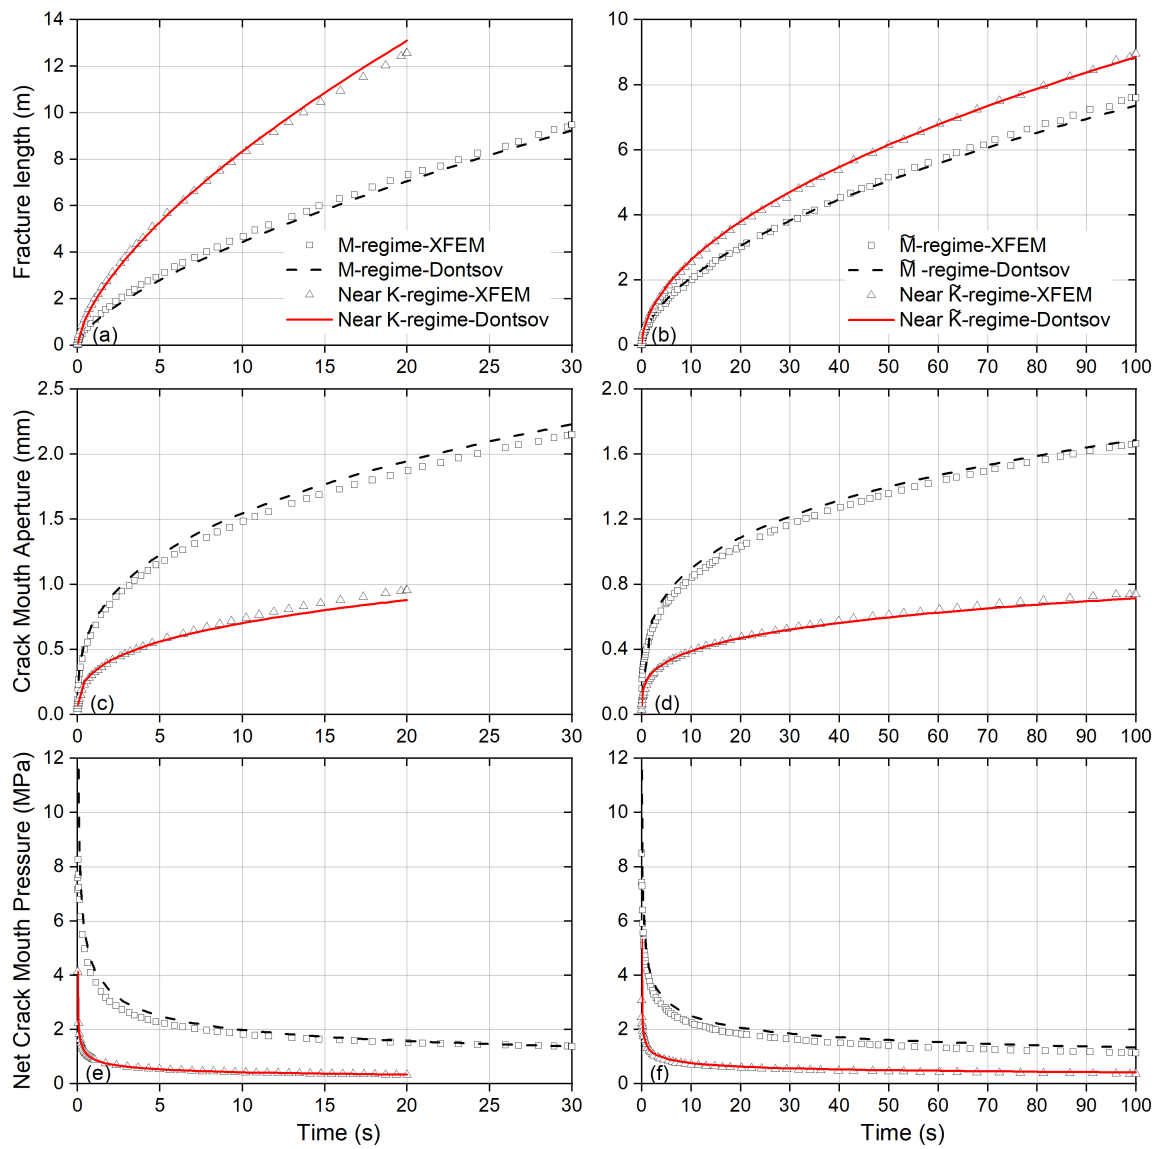 Fracture length (m)
14
12
10
8
6
4
2
0
M-regime-XFEM
M-regime-Dontsov
Near K-regime-XFEM
Near K-regime-Dontsov
(a)
0 5 10 15 20 25 30
10
8
6
4
2
0
M̃-regime-XFEM
M̃ -regime-Dontsov
Near K̃-regime-XFEM
Near K̃-regime-Dontsov
(b)
0 10 20 30 40 50 60 70 80 90 100
Crack Mouth Aperture (mm)
2.5
2.0
1.5
1.0
0.5
0.0
(c)
0 5 10 15 20 25 30
2.0
1.6
1.2
0.8
0.4
0.0
(d)
0 10 20 30 40 50 60 70 80 90 100
Net Crack Mouth Pressure (MPa)
12
10
8
6
4
2
0
(e)
0 5 10 15 20 25 30
Time (s)
12
10
8
6
4
2
0
(f)
0 10 20 30 40 50 60 70 80 90 100
Time (s)